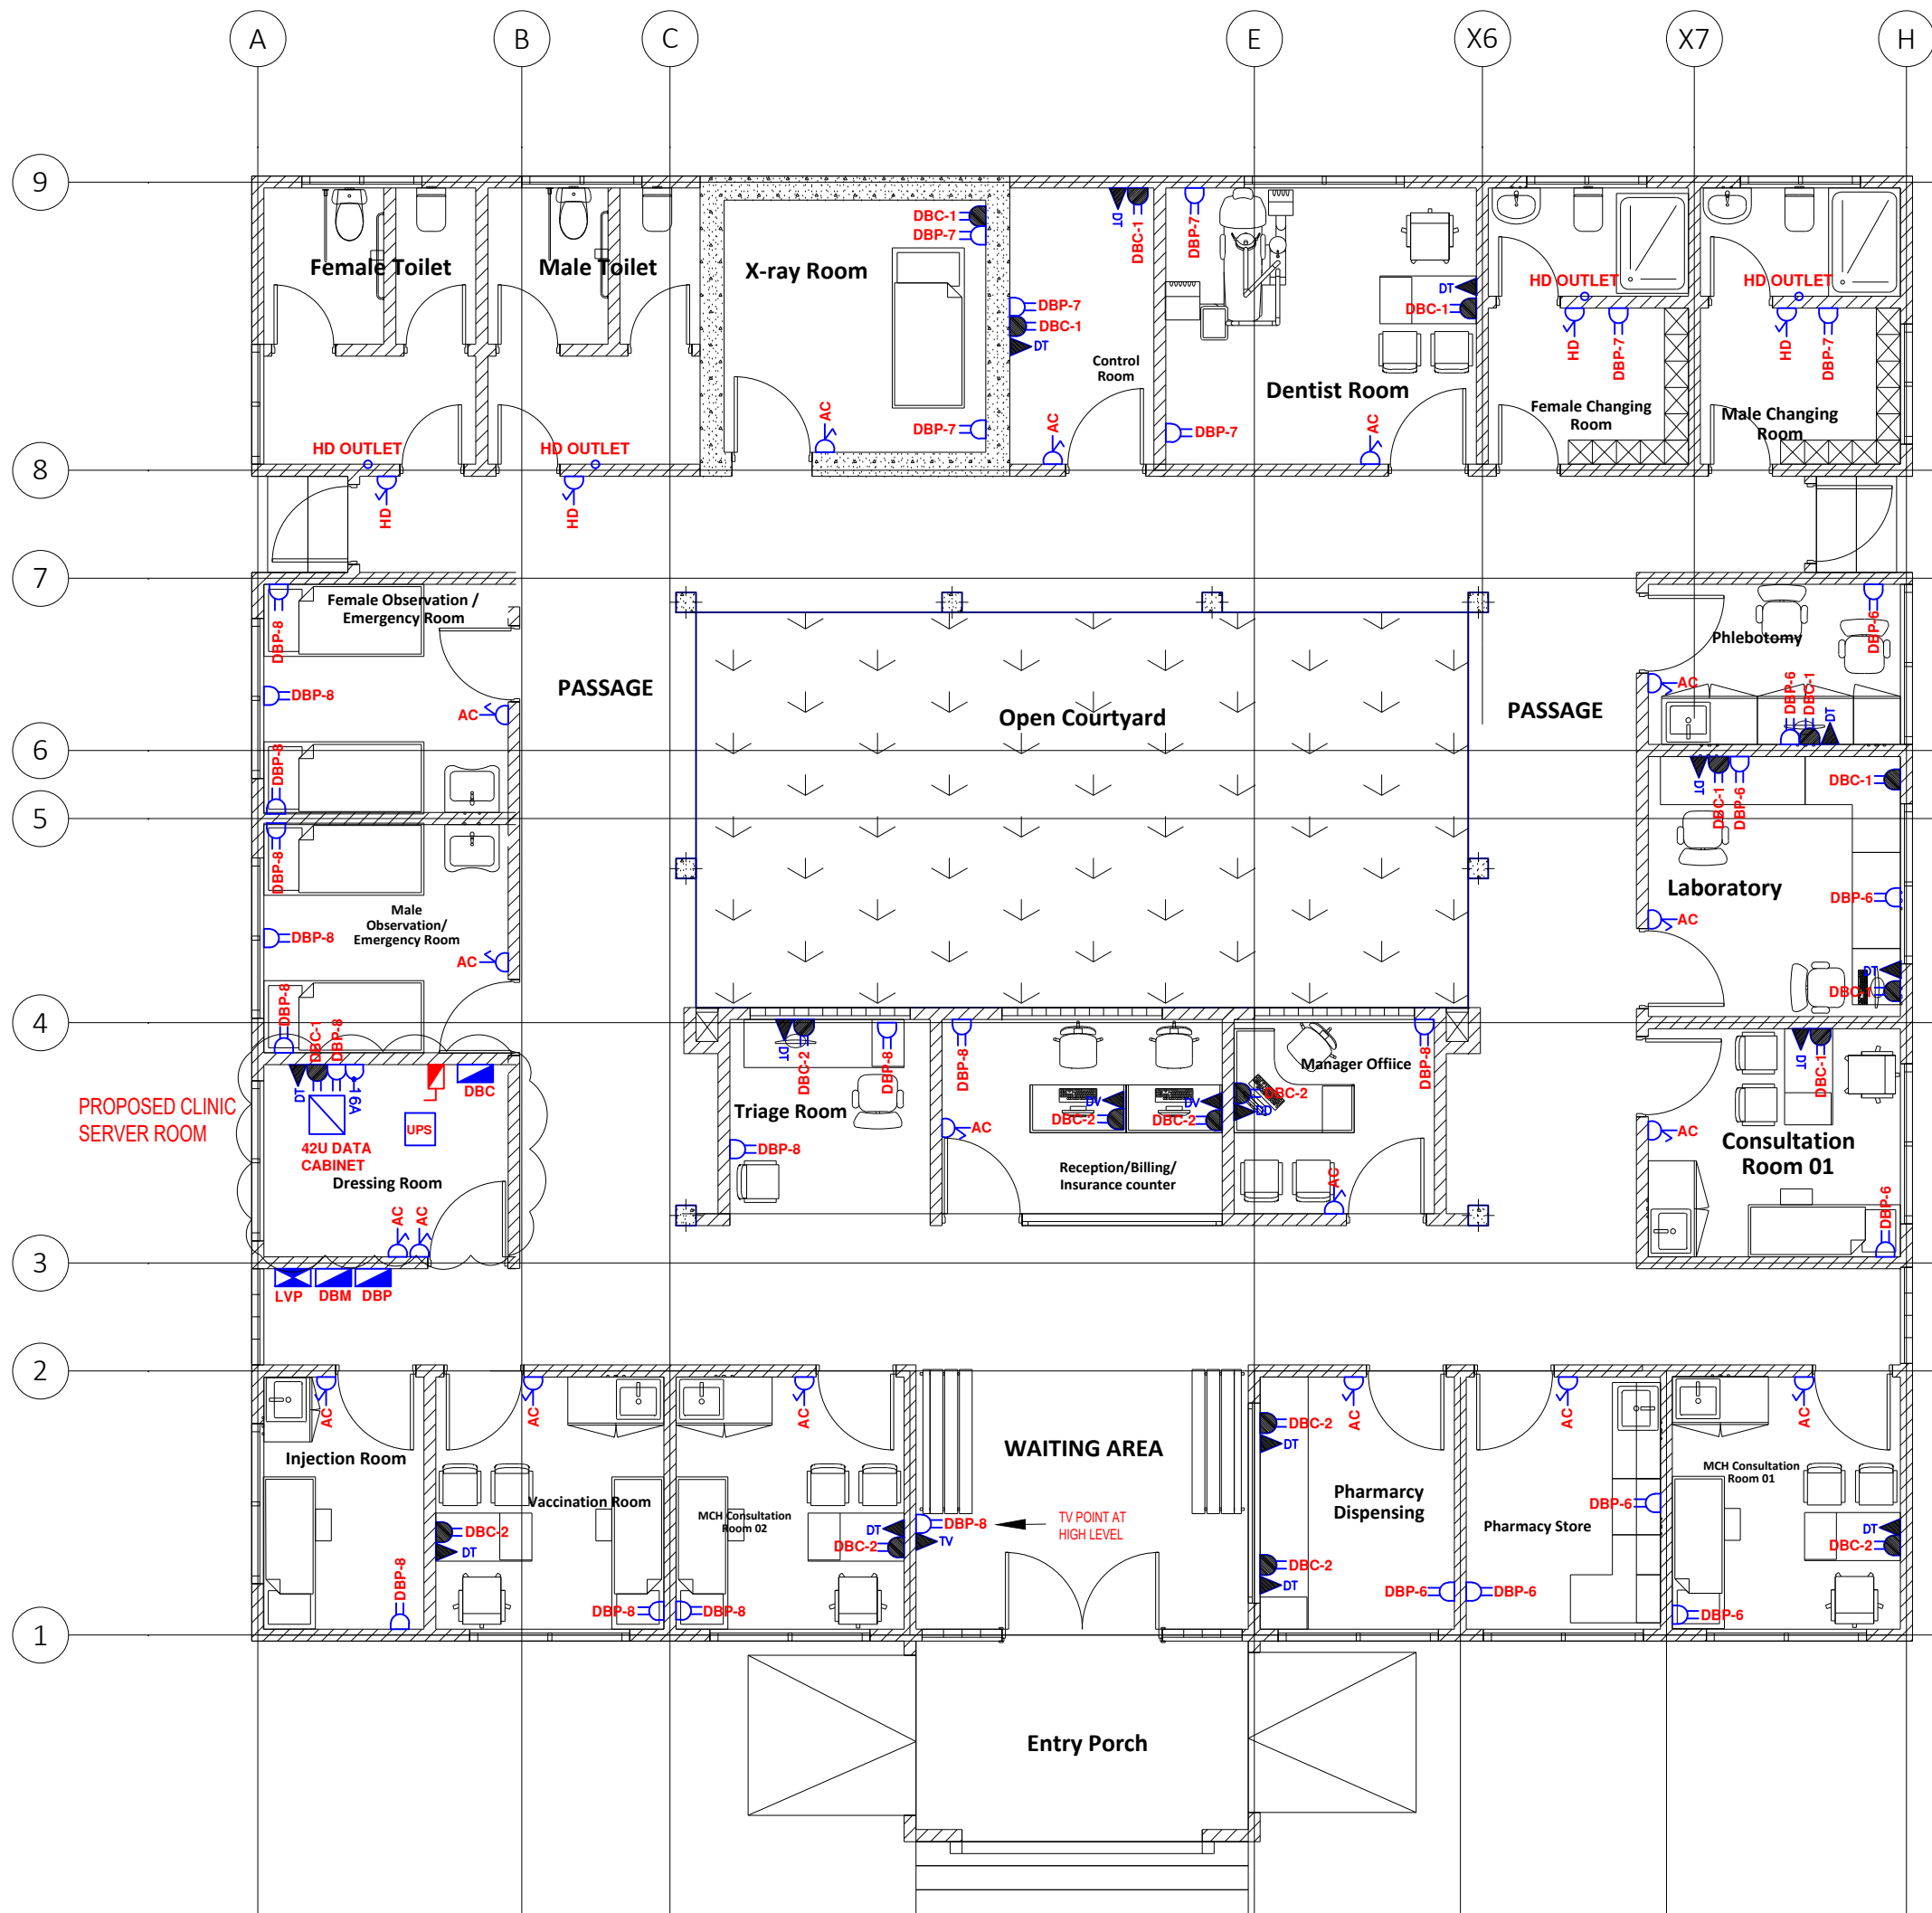 A
B
C
E
X6
X7
H
9
8
7
6
5
4
3
2
1
Female Toilet
HD OUTLET
HD
Male Toilet
HD OUTLET
HD
X-ray Room
DBC-1
DBP-7
DBP-7
AC
DT
DBC-1
DBP-7
DBC-1
DT
Control
Room
AC
DBP-7
DT
DBC-1
Dentist Room
DBP-7
AC
HD OUTLET
HD
DBP-7
Female Changing
Room
HD OUTLET
HD
DBP-7
Male Changing
Room
Female Observation /
Emergency Room
DBP-8
DBP-8
AC
DBP-8
PASSAGE
Open Courtyard
PASSAGE
Phlebotomy
DBP-6
AC
DBP-6
DBC-1
DT
DBP-8
Male
Observation/
Emergency Room
DBP-8
AC
DBP-8
DT
DBC-1
DBP-6
DBC-1
Laboratory
DBP-6
AC
DT
DBC-1
PROPOSED CLINIC
SERVER ROOM
DT
DBC-1
DBP-8
16A
DBC
42U DATA
CABINET
UPS
Dressing Room
AC
AC
LVP
DBM
DBP
DT
DBC-2
DBP-8
Triage Room
DBP-8
DBP-8
DV
DBC-2
DV
DBC-2
AC
Reception/Billing/
Insurance counter
DBC-2
DD
Manager Offiice
DBP-8
AC
DT
DBC-1
AC
Consultation
Room 01
DBP-6
AC
Injection Room
DBP-8
AC
Vaccination Room
DBC-2
DT
DBP-8
AC
MCH Consultation
Room 02
DT
DBC-2
DBP-8
WAITING AREA
DBP-8
TV
TV POINT AT
HIGH LEVEL
DBC-2
DT
AC
Pharmarcy
Dispensing
DBC-2
DT
DBP-6
AC
DBP-6
Pharmacy Store
DBP-6
AC
MCH Consultation
Room 01
DT
DBC-2
DBP-6
Entry Porch